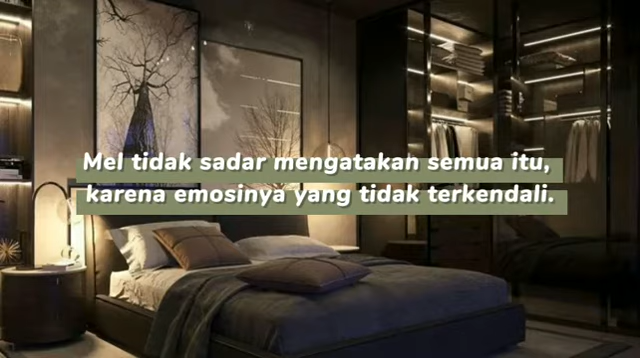 Mel tidak sadar mengatakan semua itu,
karena emosinya yang tidak terkendali.